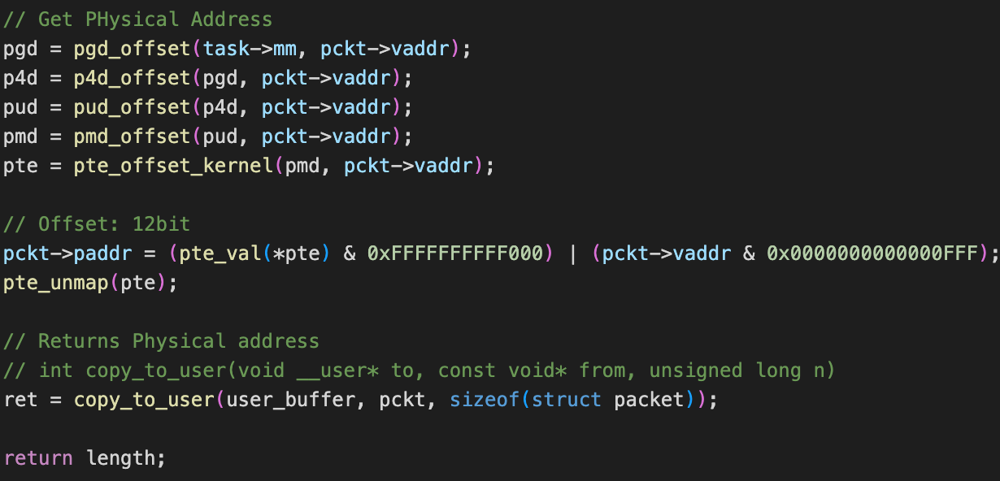 // Get PHysical Address
pgd = pgd_offset(task->mm, pckt->vaddr);
p4d = p4d_offset(pgd, pckt->vaddr);
pud = pud_offset(p4d, pckt->vaddr);
pmd = pmd_offset(pud, pckt->vaddr);
pte = pte_offset_kernel(pmd, pckt->vaddr);
// Offset: 12bit
pckt->paddr = (pte_val(*pte) & 0xFFFFFFFFFF000) | (pckt->vaddr & 0x0000000000000FFF);
pte_unmap(pte);
// Returns Physical address
// int copy_to_user(void __user* to, const void* from, unsigned long n)
ret = copy_to_user(user_buffer, pckt, sizeof(struct packet));
return length;